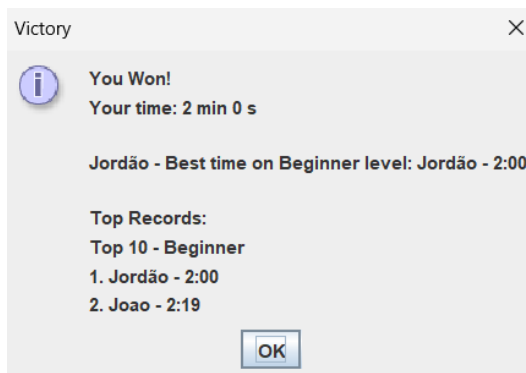 Victory
You Won!
Your time: 2 min 0 s
Jordão - Best time on Beginner level: Jordão - 2:00
Top Records:
Top 10 - Beginner
1. Jordão - 2:00
2. Joao - 2:19
OK